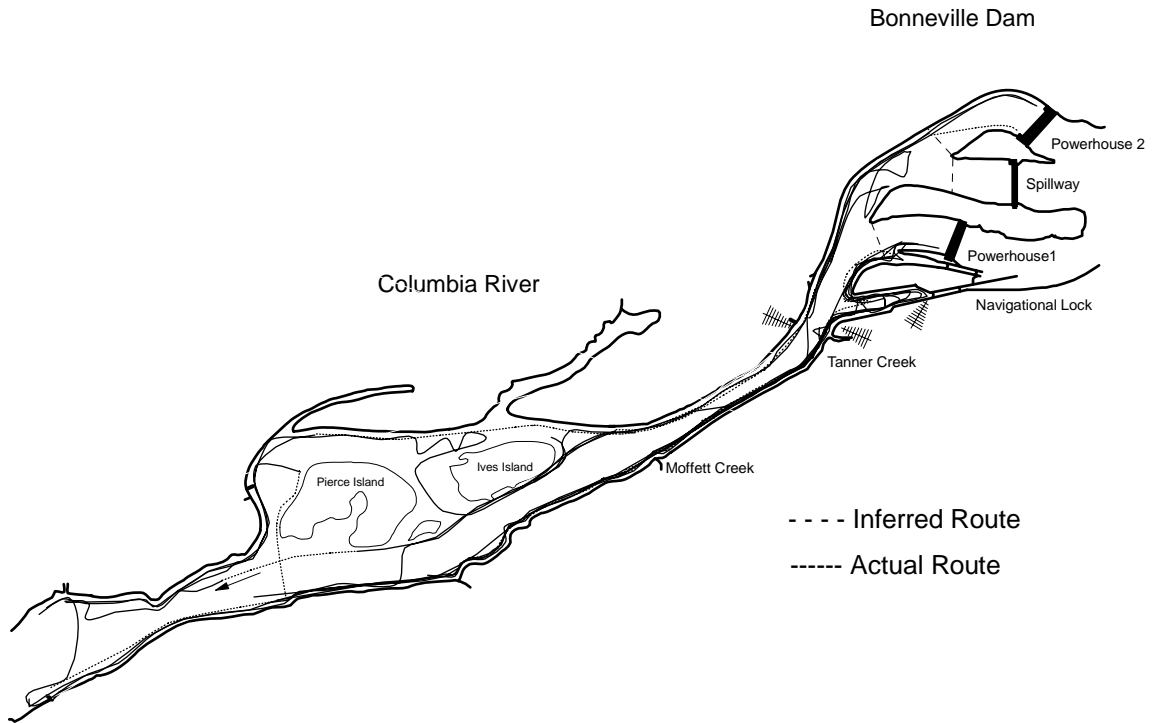 Bonneville Dam
Powerhouse 2
Spillway
Powerhouse1
Columbia River
Navigational Lock
Tanner Creek
Moffett Creek
Ives Island
Pierce Island
- - - - Inferred Route
------ Actual Route